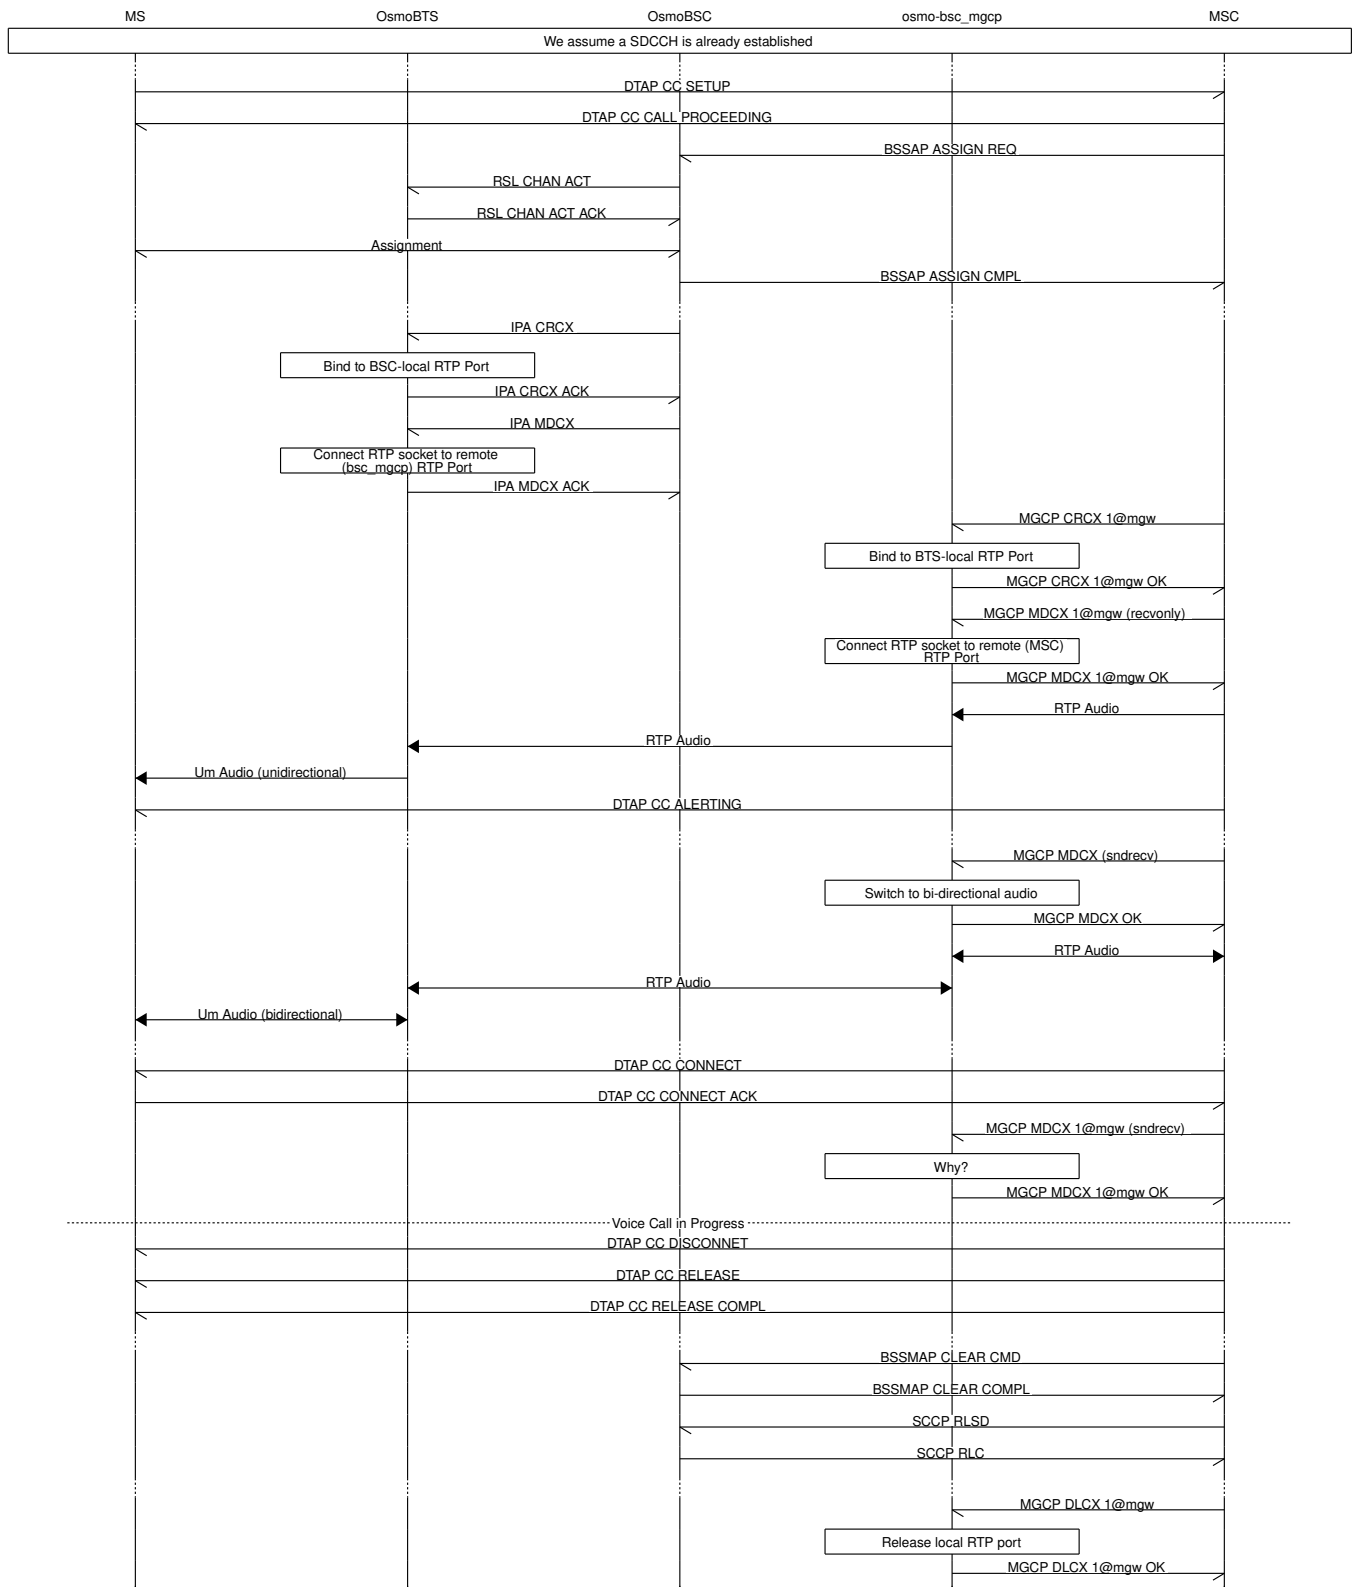 MS OsmoBTS OsmoBSC osmo-bsc_mgcp MSC
We assume a SDCCH is already established
DTAP CC SETUP
DTAP CC CALL PROCEEDING
BSSAP ASSIGN REQ
RSL CHAN ACT
RSL CHAN ACT ACK
Assignment
BSSAP ASSIGN CMPL
IPA CRCX
Bind to BSC-local RTP Port
IPA CRCX ACK
IPA MDCX
Connect RTP socket to remote
(bsc_mgcp) RTP Port
IPA MDCX ACK
MGCP CRCX 1@mgw
Bind to BTS-local RTP Port
MGCP CRCX 1@mgw OK
MGCP MDCX 1@mgw (recvonly)
Connect RTP socket to remote (MSC)
RTP Port
MGCP MDCX 1@mgw OK
RTP Audio
RTP Audio
Um Audio (unidirectional)
DTAP CC ALERTING
MGCP MDCX (sndrecv)
Switch to bi-directional audio
MGCP MDCX OK
RTP Audio
RTP Audio
Um Audio (bidirectional)
DTAP CC CONNECT
DTAP CC CONNECT ACK
MGCP MDCX 1@mgw (sndrecv)
Why?
MGCP MDCX 1@mgw OK
Voice Call in Progress
DTAP CC DISCONNET
DTAP CC RELEASE
DTAP CC RELEASE COMPL
BSSMAP CLEAR CMD
BSSMAP CLEAR COMPL
SCCP RLSD
SCCP RLC
MGCP DLCX 1@mgw
Release local RTP port
MGCP DLCX 1@mgw OK